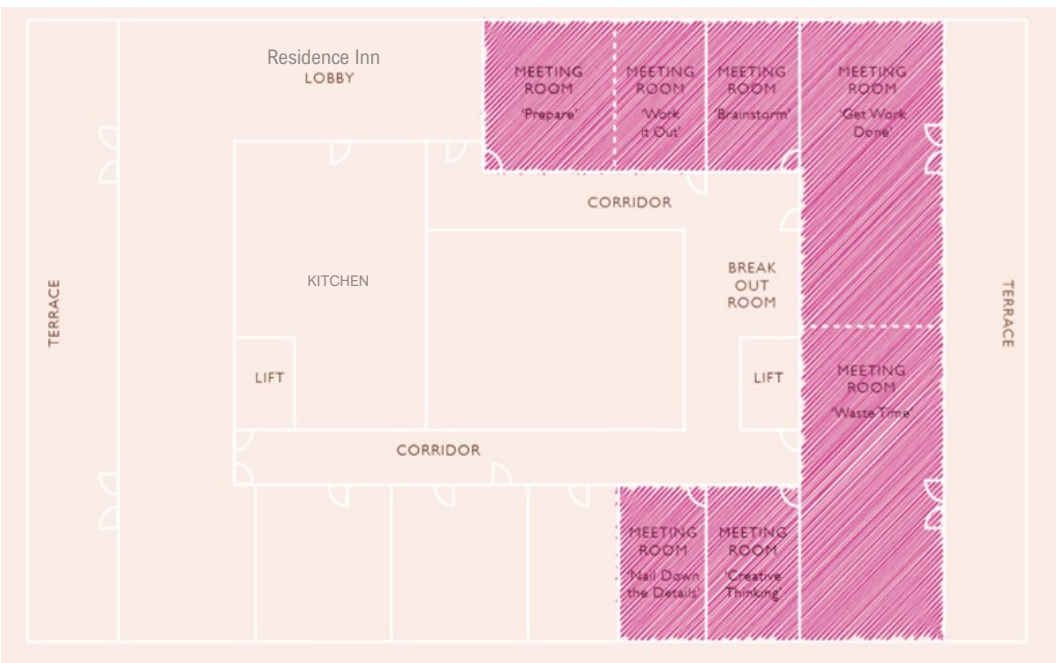 Residence Inn
LOBBY
MEETING
ROOM
'Prepare'
MEETING
ROOM
'Work
it Out'
MEETING
ROOM
'Brainstorm'
MEETING
ROOM
'Get Work
Done'
CORRIDOR
KITCHEN
BREAK
OUT
ROOM
TERRACE
TERRACE
LIFT
LIFT
MEETING
ROOM
'Waste Time'
CORRIDOR
MEETING
ROOM
'Nail Down
the Details'
MEETING
ROOM
'Creative
Thinking'